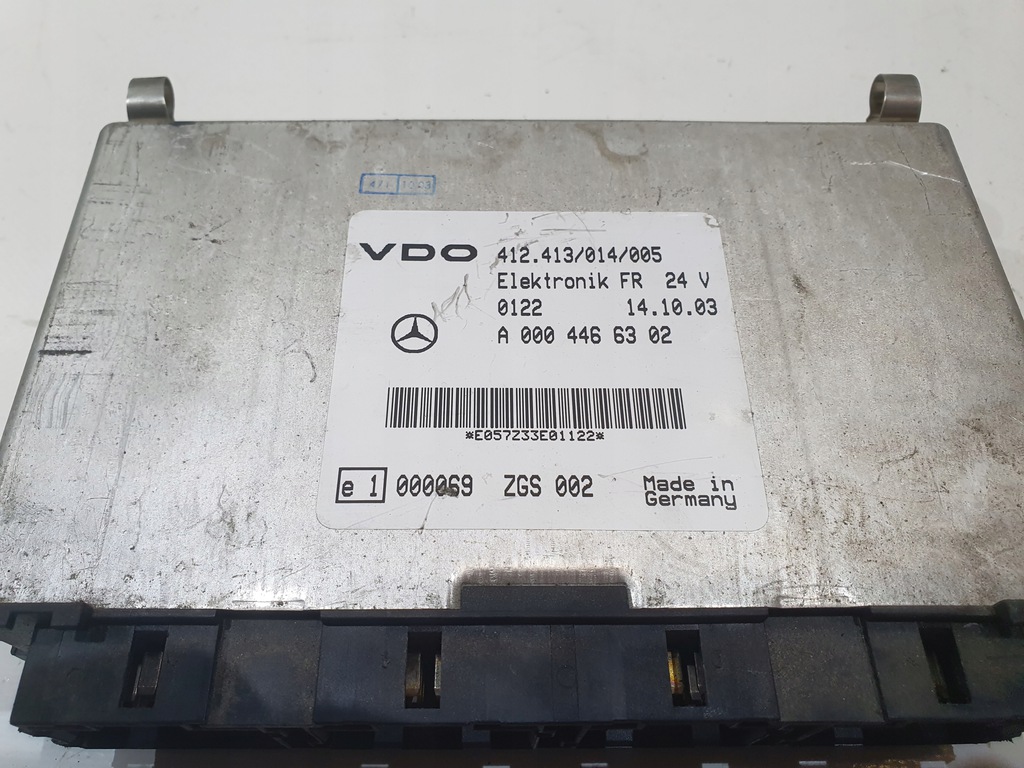 VDO 412.413/014/005
Elektronik FR 24 V
0122 14.10.03
A 000 446 63 02
*E057Z33E01122*
e 1 000069 ZGS 002 Made in
Germany